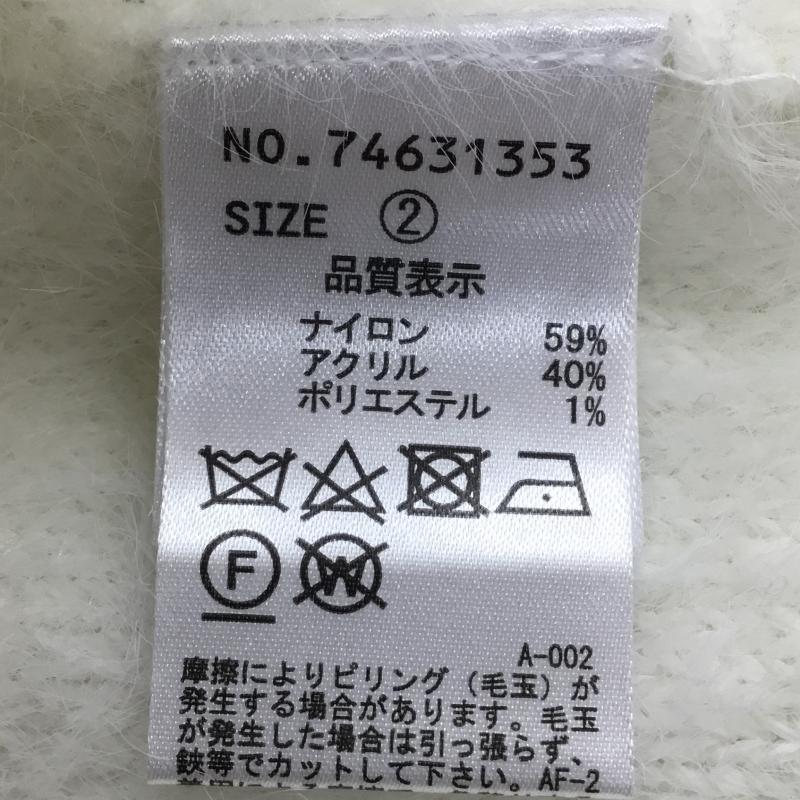 NO.74631353
SIZE ②
品質表示
ナイロン 59%
アクリル 40%
ポリエステル 1%
F
W
A-002
摩擦によりピリング（毛玉）が
発生する場合があります。毛玉
が発生した場合は引っ張らず、
鋏等でカットして下さい。AF-2